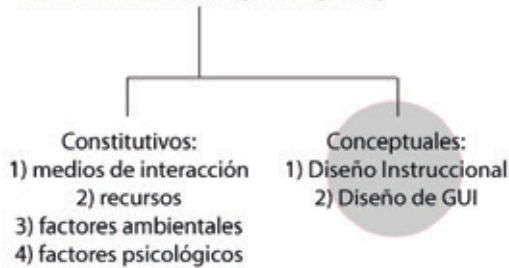 Constitutivos:
1) medios de interacción
2) recursos
3) factores ambientales
4) factores psicológicos
Conceptuales:
1) Diseño Instruccional
2) Diseño de GUI